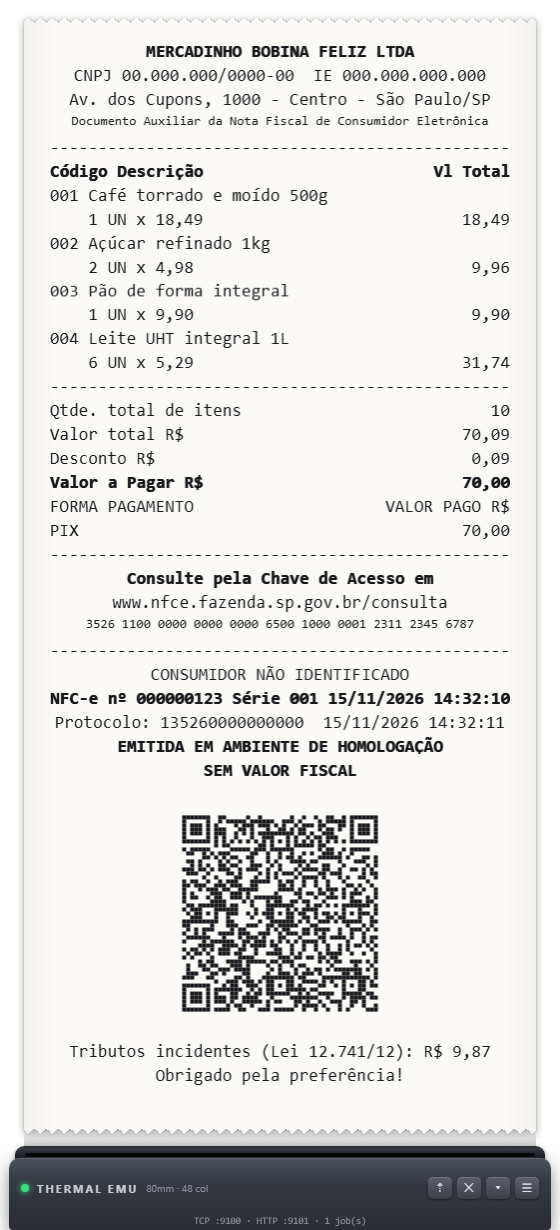 MERCADINHO BOBINA FELIZ LTDA
CNPJ 00.000.000/0000-00  IE 000.000.000.000
Av. dos Cupons, 1000 - Centro - São Paulo/SP
Documento Auxiliar da Nota Fiscal de Consumidor Eletrônica
------------------------------------------------
Código Descrição Vl Total
001 Café torrado e moído 500g
1 UN x 18,49 18,49
002 Açúcar refinado 1kg
2 UN x 4,98 9,96
003 Pão de forma integral
1 UN x 9,90 9,90
004 Leite UHT integral 1L
6 UN x 5,29 31,74
------------------------------------------------
Qtde. total de itens 10
Valor total R$ 70,09
Desconto R$ 0,09
Valor a Pagar R$ 70,00
FORMA PAGAMENTO VALOR PAGO R$
PIX 70,00
------------------------------------------------
Consulte pela Chave de Acesso em
www.nfce.fazenda.sp.gov.br/consulta
3526 1100 0000 0000 0000 6500 1000 0001 2311 2345 6787
------------------------------------------------
CONSUMIDOR NÃO IDENTIFICADO
NFC-e nº 000000123 Série 001 15/11/2026 14:32:10
Protocolo: 135260000000000  15/11/2026 14:32:11
EMITIDA EM AMBIENTE DE HOMOLOGAÇÃO
SEM VALOR FISCAL
Tributos incidentes (Lei 12.741/12): R$ 9,87
Obrigado pela preferência!
THERMAL EMU 80mm · 48 col
TCP :9100 · HTTP :9101 · 1 job(s)